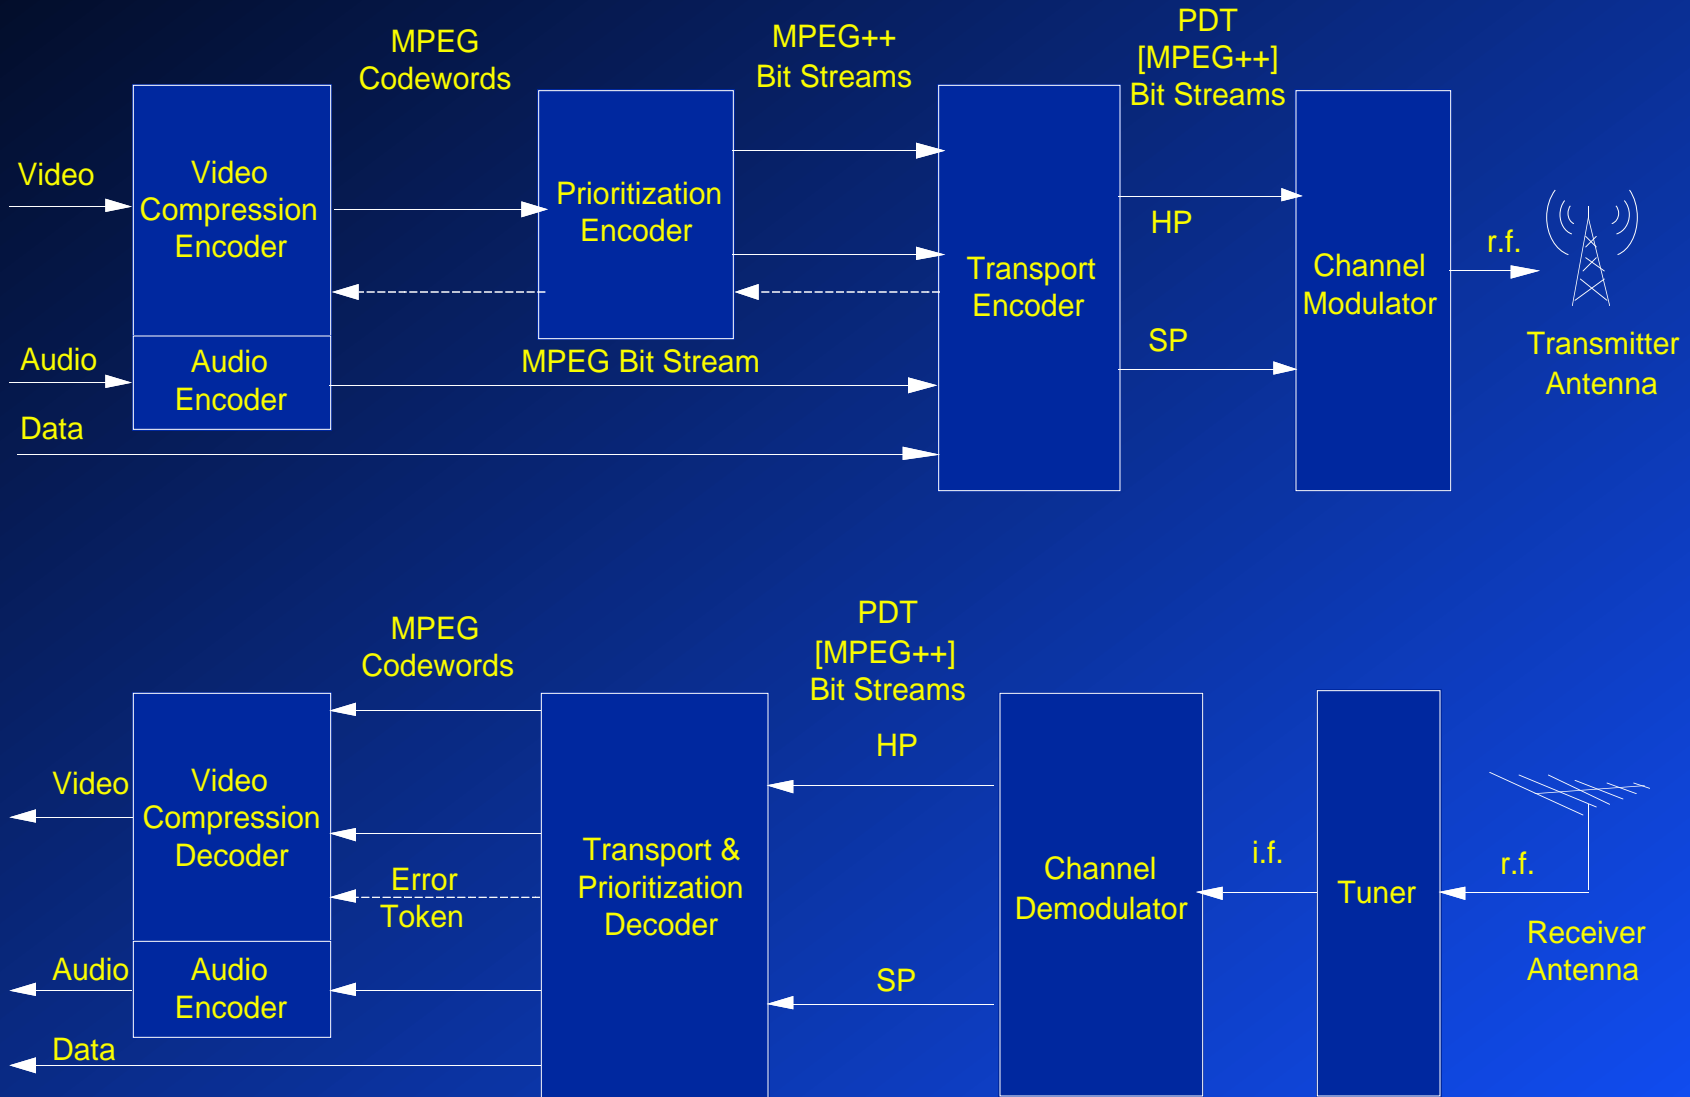 MPEG
Codewords
MPEG++
Bit Streams
PDT
[MPEG++]
Bit Streams
Video
Video
Compression
Encoder
Prioritization
Encoder
Transport
Encoder
HP
SP
Channel
Modulator
r.f.
Transmitter
Antenna
Audio
Audio
Encoder
MPEG Bit Stream
Data
MPEG
Codewords
PDT
[MPEG++]
Bit Streams
HP
Video
Video
Compression
Decoder
Error
Token
Transport &
Prioritization
Decoder
Channel
Demodulator
i.f.
Tuner
r.f.
Receiver
Antenna
Audio
Audio
Encoder
SP
Data